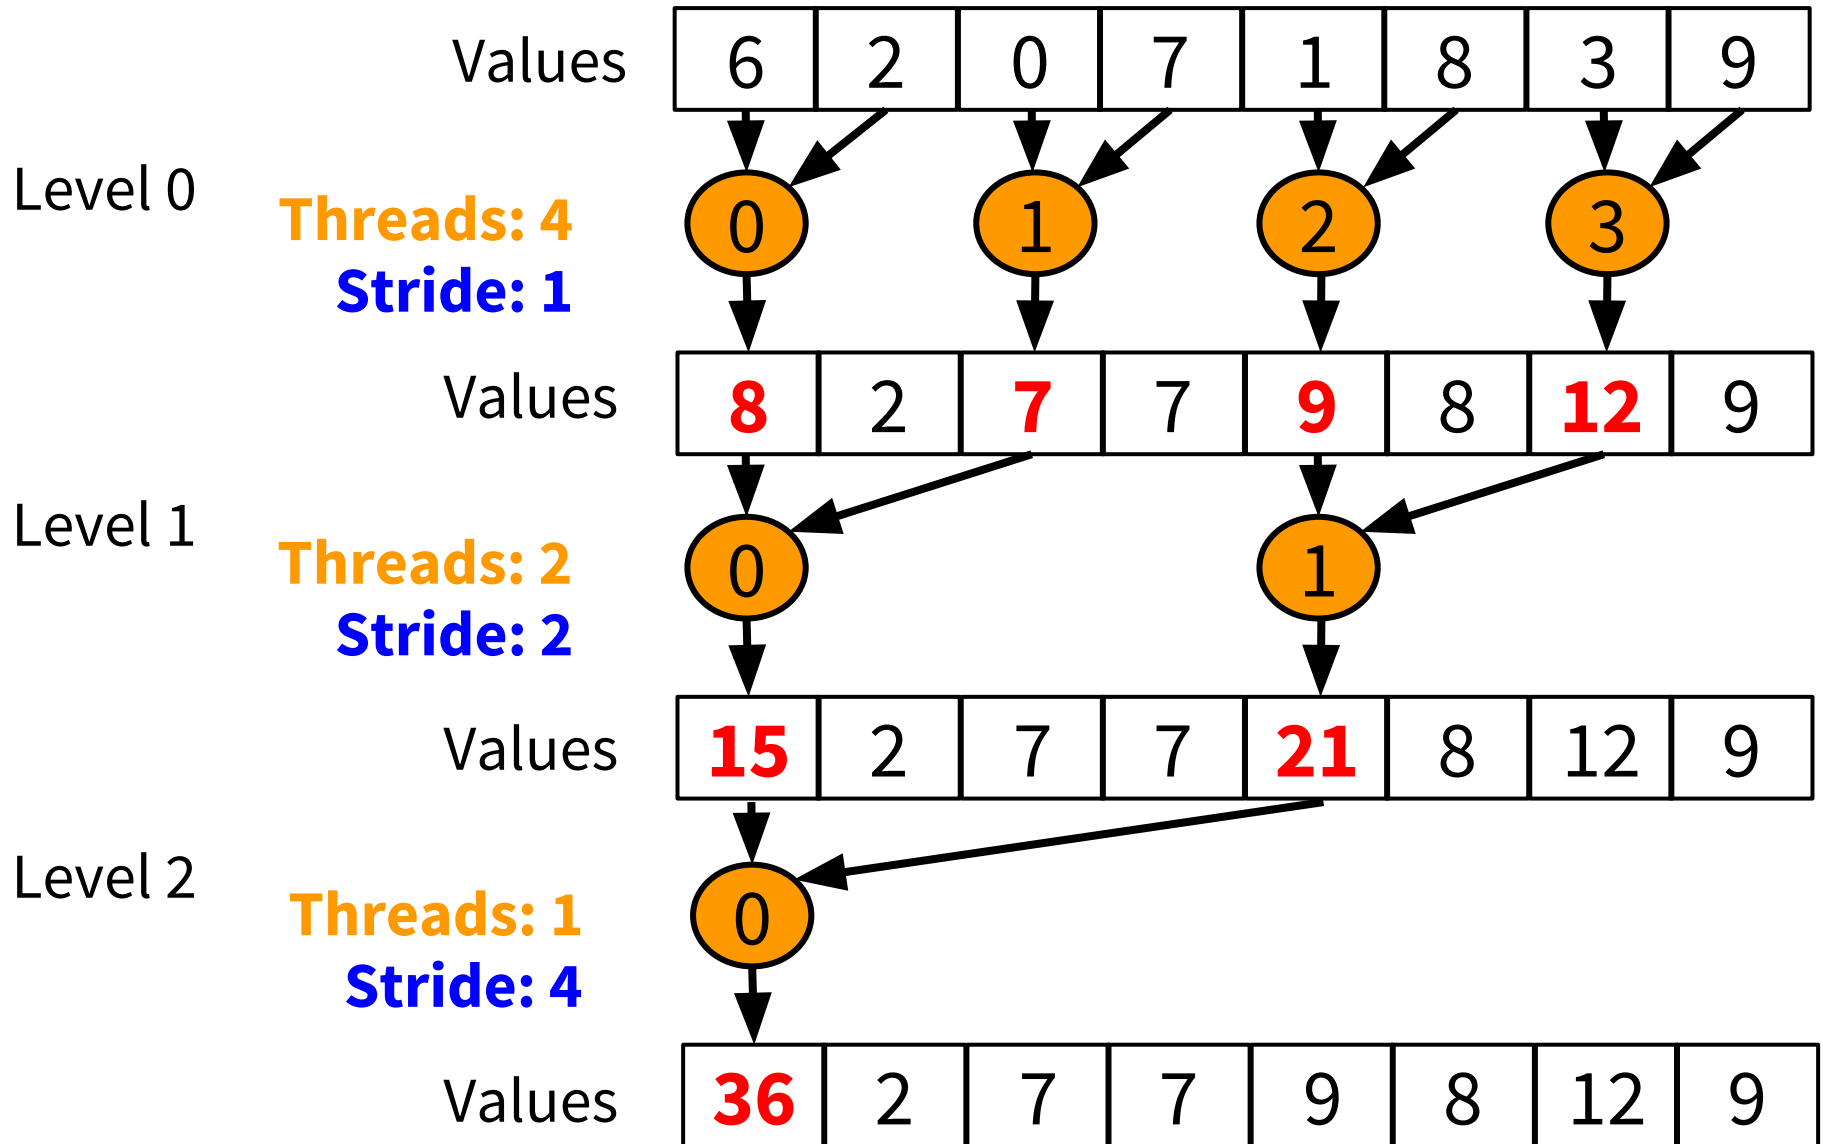 Values 6 2 0 7 1 8 3 9
Level 0
Threads: 4 0 1 2 3
Stride: 1
Values 8 2 7 7 9 8 12 9
Level 1
Threads: 2 0 1
Stride: 2
Values 15 2 7 7 21 8 12 9
Level 2
Threads: 1 0
Stride: 4
Values 36 2 7 7 9 8 12 9